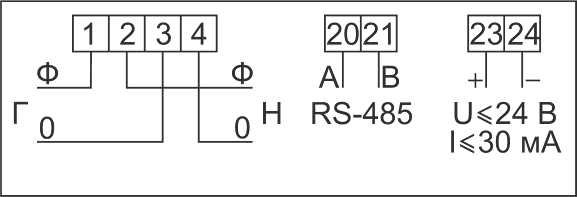 1 2 3 4 20 21 23 24
Ф Ф A B + –
Г Н RS-485 U⩽24 В
0 0 I⩽30 мА